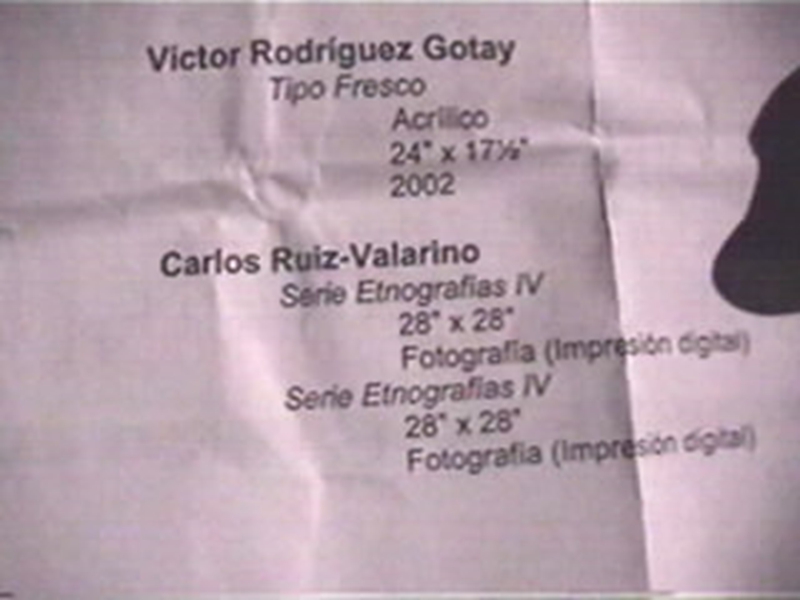 Victor Rodríguez Gotay
Tipo Fresco
Acrílico
24" x 17½"
2002
Carlos Ruiz-Valarino
Serie Etnografías IV
28" x 28"
Fotografía (Impresión digital)
Serie Etnografías IV
28" x 28"
Fotografía (Impresión digital)